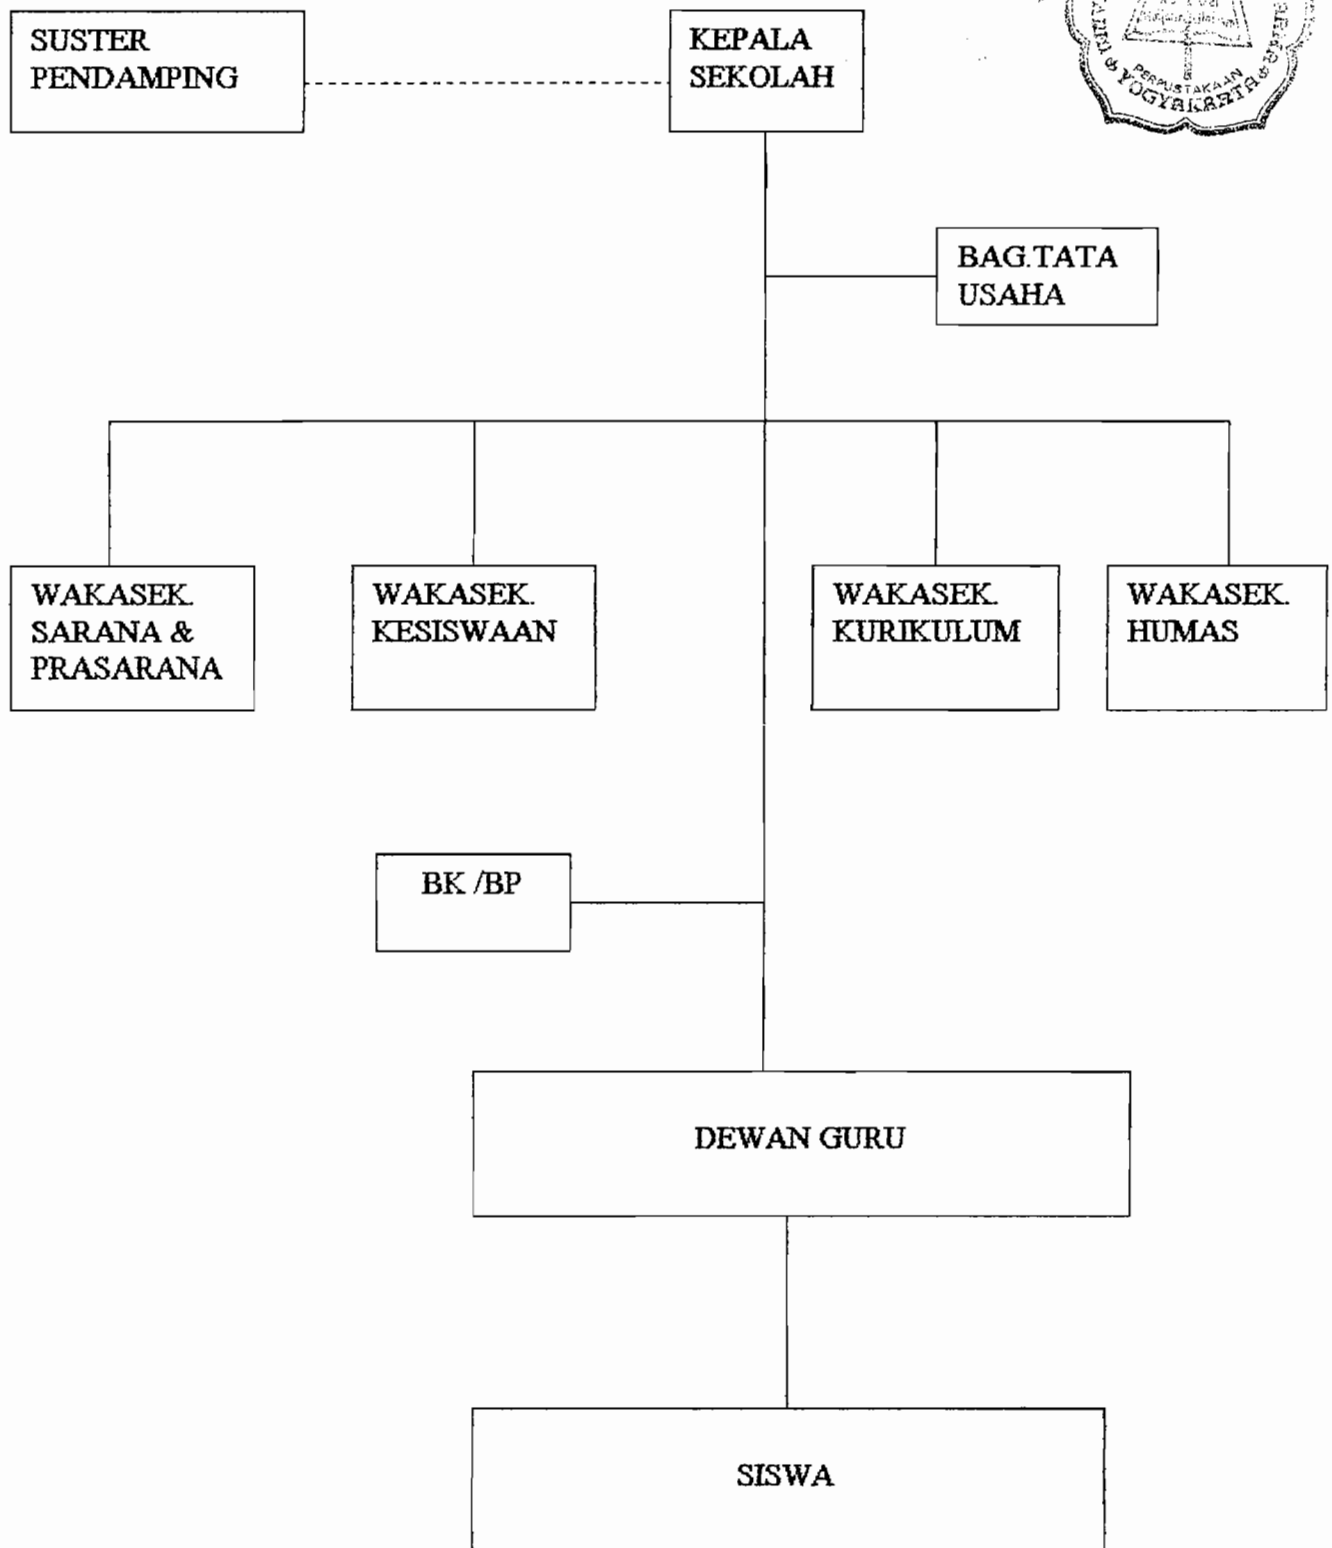 SUSTER
PENDAMPING
KEPALA
SEKOLAH
PERPUSTAKAAN
YOGYAKARTA
BAG.TATA
USAHA
WAKASEK.
SARANA &
PRASARANA
WAKASEK.
KESISWAAN
WAKASEK.
KURIKULUM
WAKASEK.
HUMAS
BK /BP
DEWAN GURU
SISWA